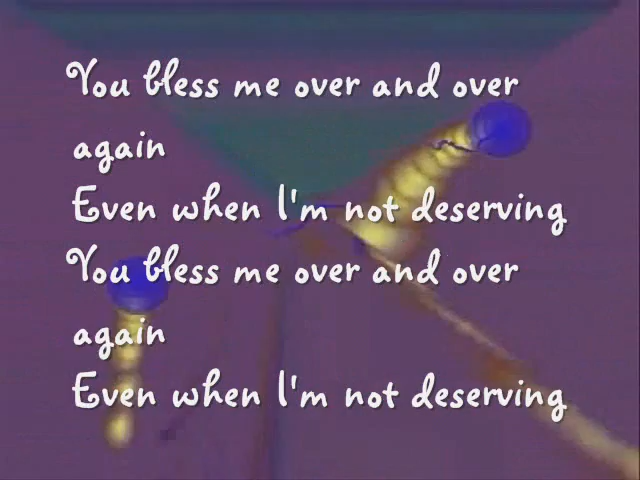 You bless me over and over
again
Even when I'm not deserving
You bless me over and over
again
Even when I'm not deserving